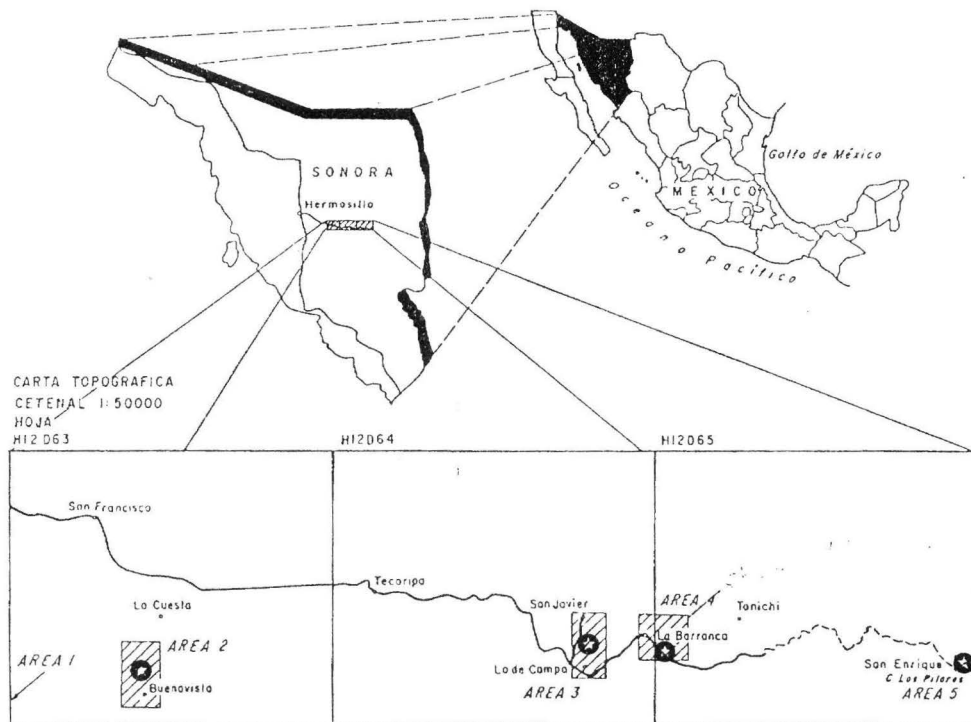 SONORA
Hermosillo
Golfo de México
MEXICO
Oceano Pacífico
CARTA TOPOGRAFICA
CETENAL 1:50000
HOJA
H12D63
H12D64
H12D65
San Francisco
Tecoripa
La Cuesta
San Javier
AREA 4
Tonichi
AREA 1
AREA 2
La Barranca
Lo de Campa
San Enrique
C Los Pilares
Buenavista
AREA 3
AREA 5